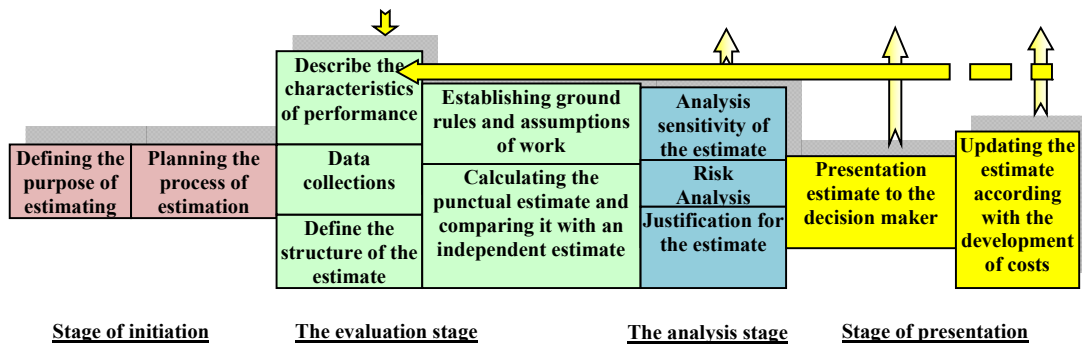 Defining the
purpose of
estimating
Planning the
process of
estimation
Describe the
characteristics
of performance
Data
collections
Define the
structure of the
estimate
Establishing ground
rules and assumptions
of work
Calculating the
punctual estimate and
comparing it with an
independent estimate
Analysis
sensitivity of
the estimate
Risk
Analysis
Justification for
the estimate
Presentation
estimate to the
decision maker
Updating the
estimate
according
with the
development
of costs
Stage of initiation
The evaluation stage
The analysis stage
Stage of presentation